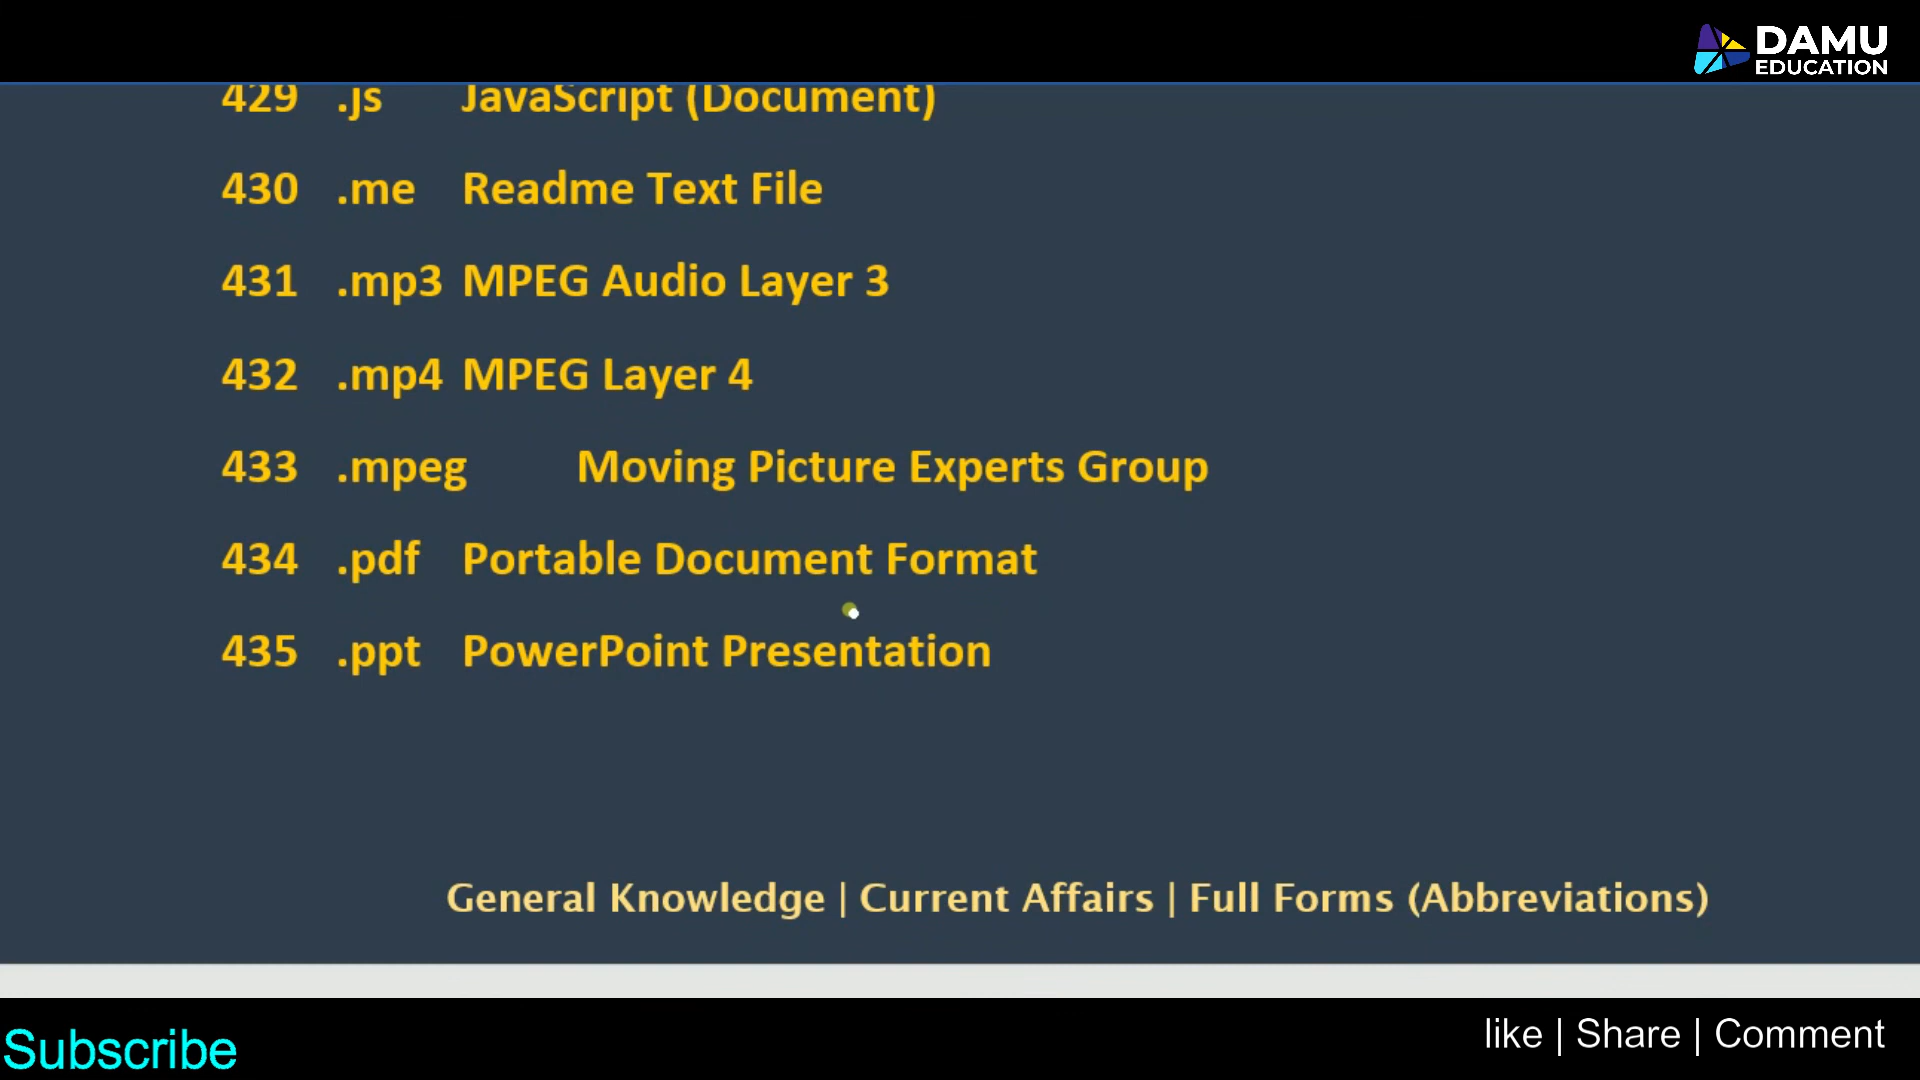 DAMU
EDUCATION
429 .js JavaScript (Document)
430 .me Readme Text File
431 .mp3 MPEG Audio Layer 3
432 .mp4 MPEG Layer 4
433 .mpeg Moving Picture Experts Group
434 .pdf Portable Document Format
435 .ppt PowerPoint Presentation
General Knowledge | Current Affairs | Full Forms (Abbreviations)
Subscribe
like | Share | Comment